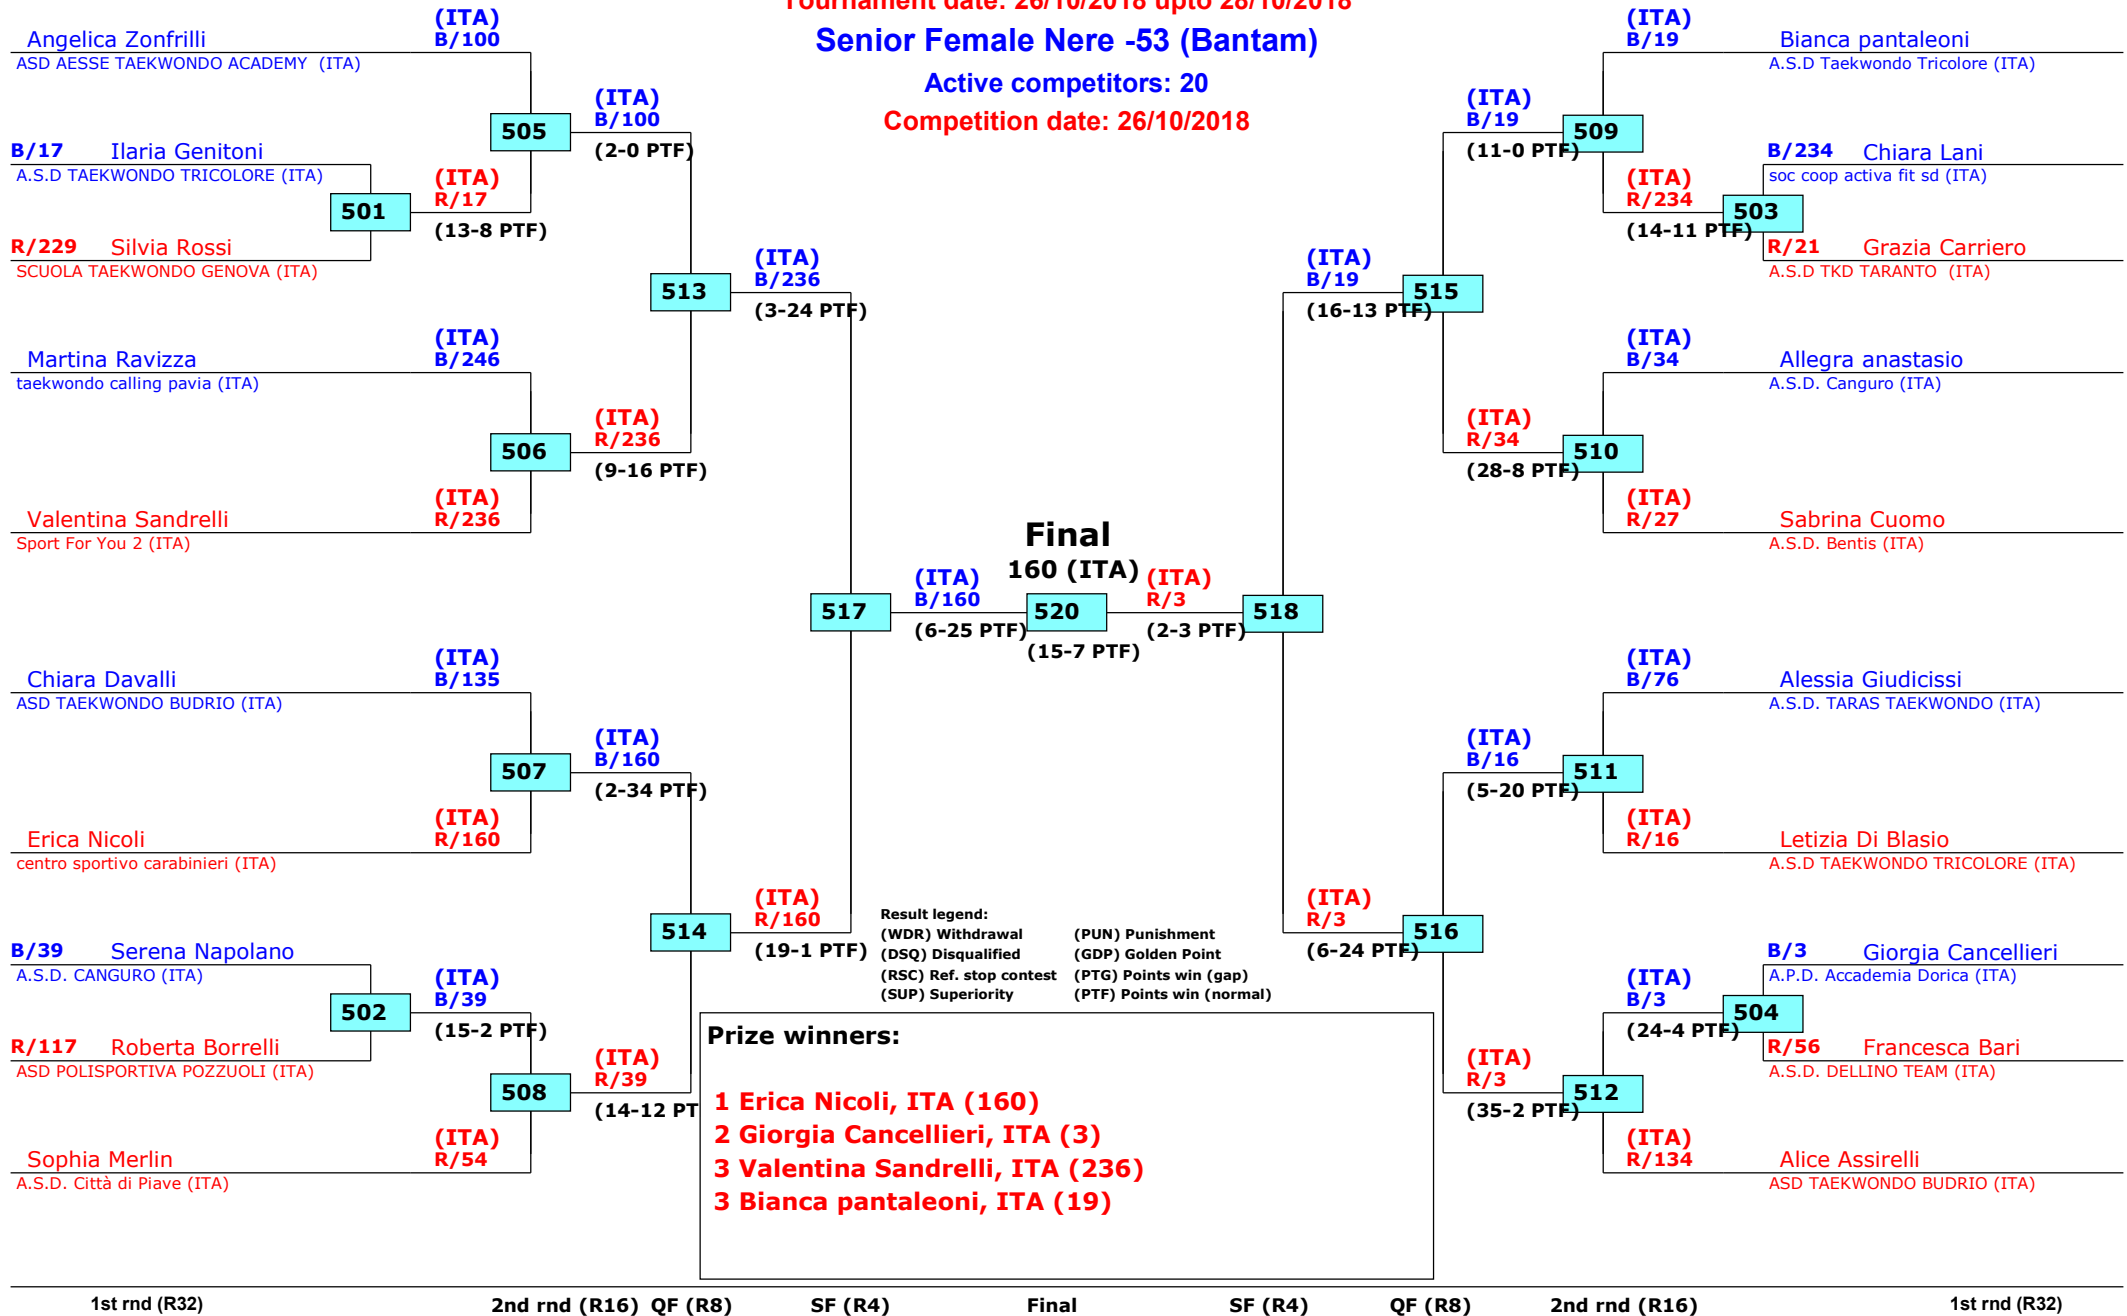 Tournament date: 26/10/2018 upto 28/10/2018
Senior Female Nere -53 (Bantam)
Active competitors: 20
Competition date: 26/10/2018
(ITA)
Angelica Zonfrilli B/100
ASD AESSE TAEKWONDO ACADEMY (ITA)
(ITA)
505 B/100
(2-0 PTF)
B/17 Ilaria Genitoni
A.S.D TAEKWONDO TRICOLORE (ITA)
(ITA)
501 R/17
(13-8 PTF)
R/229 Silvia Rossi
SCUOLA TAEKWONDO GENOVA (ITA)
(ITA)
513 B/236
(3-24 PTF)
(ITA)
Martina Ravizza B/246
taekwondo calling pavia (ITA)
(ITA)
506 R/236
(9-16 PTF)
(ITA)
Valentina Sandrelli R/236
Sport For You 2 (ITA)
(ITA)
517 B/160
(6-25 PTF)
(ITA)
Chiara Davalli B/135
ASD TAEKWONDO BUDRIO (ITA)
(ITA)
507 B/160
(2-34 PTF)
(ITA)
Erica Nicoli R/160
centro sportivo carabinieri (ITA)
(ITA)
514 R/160
(19-1 PTF)
B/39 Serena Napolano
A.S.D. CANGURO (ITA)
(ITA)
502 B/39
(15-2 PTF)
R/117 Roberta Borrelli
ASD POLISPORTIVA POZZUOLI (ITA)
(ITA)
508 R/39
(14-12 PT
(ITA)
Sophia Merlin R/54
A.S.D. Città di Piave (ITA)
Final
160 (ITA)
520
(15-7 PTF)
(ITA)
R/3 518
(2-3 PTF)
(ITA)
B/19 Bianca pantaleoni
A.S.D Taekwondo Tricolore (ITA)
(ITA)
B/19 509
(11-0 PTF)
B/234 Chiara Lani
soc coop activa fit sd (ITA)
(ITA)
R/234 503
(14-11 PTF)
R/21 Grazia Carriero
A.S.D TKD TARANTO (ITA)
(ITA)
B/19 515
(16-13 PTF)
(ITA)
B/34 Allegra anastasio
A.S.D. Canguro (ITA)
(ITA)
R/34 510
(28-8 PTF)
(ITA)
R/27 Sabrina Cuomo
A.S.D. Bentis (ITA)
(ITA)
B/76 Alessia Giudicissi
A.S.D. TARAS TAEKWONDO (ITA)
(ITA)
B/16 511
(5-20 PTF)
(ITA)
R/16 Letizia Di Blasio
A.S.D TAEKWONDO TRICOLORE (ITA)
(ITA)
R/3 516
(6-24 PTF)
B/3 Giorgia Cancellieri
A.P.D. Accademia Dorica (ITA)
(ITA)
B/3 504
(24-4 PTF)
R/56 Francesca Bari
A.S.D. DELLINO TEAM (ITA)
(ITA)
R/3 512
(35-2 PTF)
(ITA)
R/134 Alice Assirelli
ASD TAEKWONDO BUDRIO (ITA)
Result legend:
(WDR) Withdrawal (PUN) Punishment
(DSQ) Disqualified (GDP) Golden Point
(RSC) Ref. stop contest (PTG) Points win (gap)
(SUP) Superiority (PTF) Points win (normal)
Prize winners:
1 Erica Nicoli, ITA (160)
2 Giorgia Cancellieri, ITA (3)
3 Valentina Sandrelli, ITA (236)
3 Bianca pantaleoni, ITA (19)
1st rnd (R32) 2nd rnd (R16) QF (R8) SF (R4) Final SF (R4) QF (R8) 2nd rnd (R16) 1st rnd (R32)